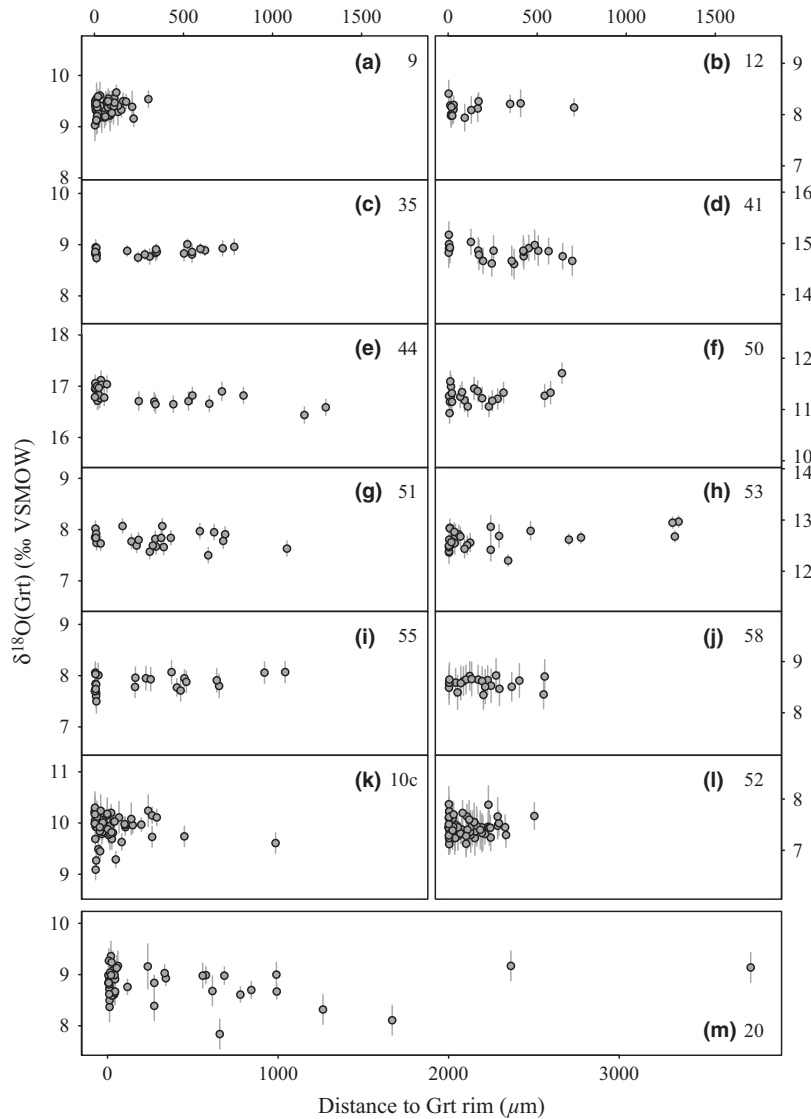 0 500 1000 1500 0 500 1000 1500
(a) 9
10
9
8
(b) 12
9
8
7
(c) 35
10
9
8
(d) 41
16
15
14
(e) 44
18
17
16
(f) 50
12
11
10
(g) 51
9
8
7
(h) 53
14
13
12
(i) 55
9
8
7
(j) 58
9
8
(k) 10c
11
10
9
(l) 52
8
7
(m) 20
10
9
8
0 1000 2000 3000
δ¹⁸O(Grt) (‰ VSMOW)
Distance to Grt rim (μm)